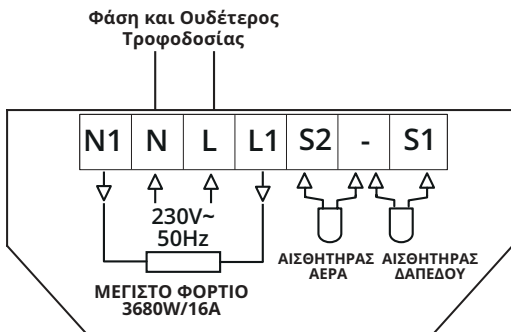 Φάση και Ουδέτερος
Τροφοδοσίας
N1 N L L1 S2 - S1
230V~
50Hz
ΑΙΣΘΗΤΗΡΑΣ ΑΙΣΘΗΤΗΡΑΣ
ΑΕΡΑ ΔΑΠΕΔΟΥ
ΜΕΓΙΣΤΟ ΦΟΡΤΙΟ
3680W/16A